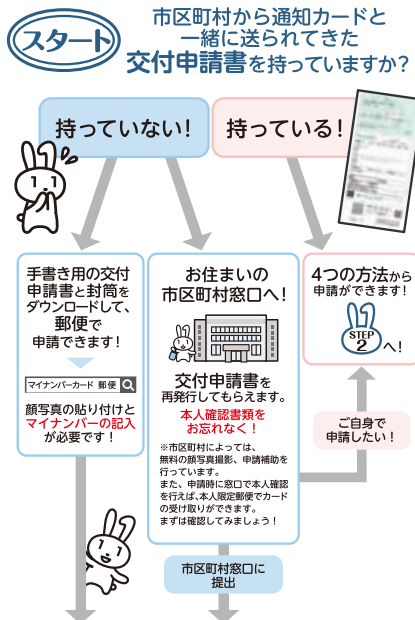 スタート
市区町村から通知カードと
一緒に送られてきた
交付申請書を持っていますか?
持っていない!
持っている!
手書き用の交付
申請書と封筒を
ダウンロードして、
郵便で
申請できます!
マイナンバーカード 郵便
顔写真の貼り付けと
マイナンバーの記入
が必要です!
お住まいの
市区町村窓口へ!
交付申請書を
再発行してもらえます。
本人確認書類を
お忘れなく!
※市区町村によっては、
無料の顔写真撮影、申請補助を
行っています。
また、申請時に窓口で本人確認
を行えば、本人限定郵便でカード
の受け取りができます。
まずは確認してみましょう!
4つの方法から
申請ができます!
STEP
2 へ!
ご自身で
申請したい!
市区町村窓口に
提出